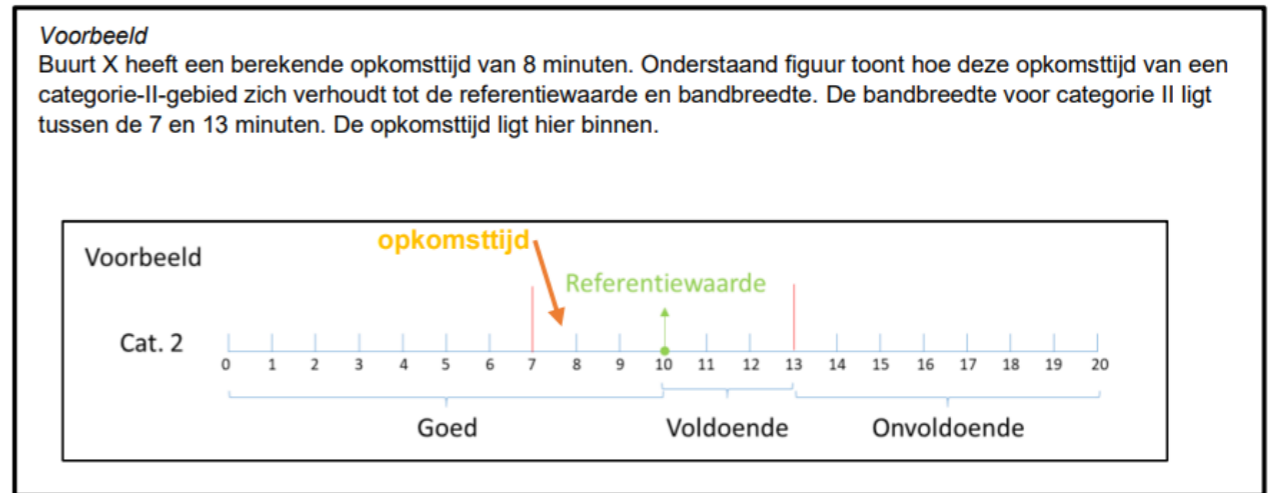 Voorbeeld
Buurt X heeft een berekende opkomsttijd van 8 minuten. Onderstaand figuur toont hoe deze opkomsttijd van een
categorie-II-gebied zich verhoudt tot de referentiewaarde en bandbreedte. De bandbreedte voor categorie II ligt
tussen de 7 en 13 minuten. De opkomsttijd ligt hier binnen.
opkomsttijd
Voorbeeld
Referentiewaarde
Cat. 2
0 1 2 3 4 5 6 7 8 9 10 11 12 13 14 15 16 17 18 19 20
Goed Voldoende Onvoldoende